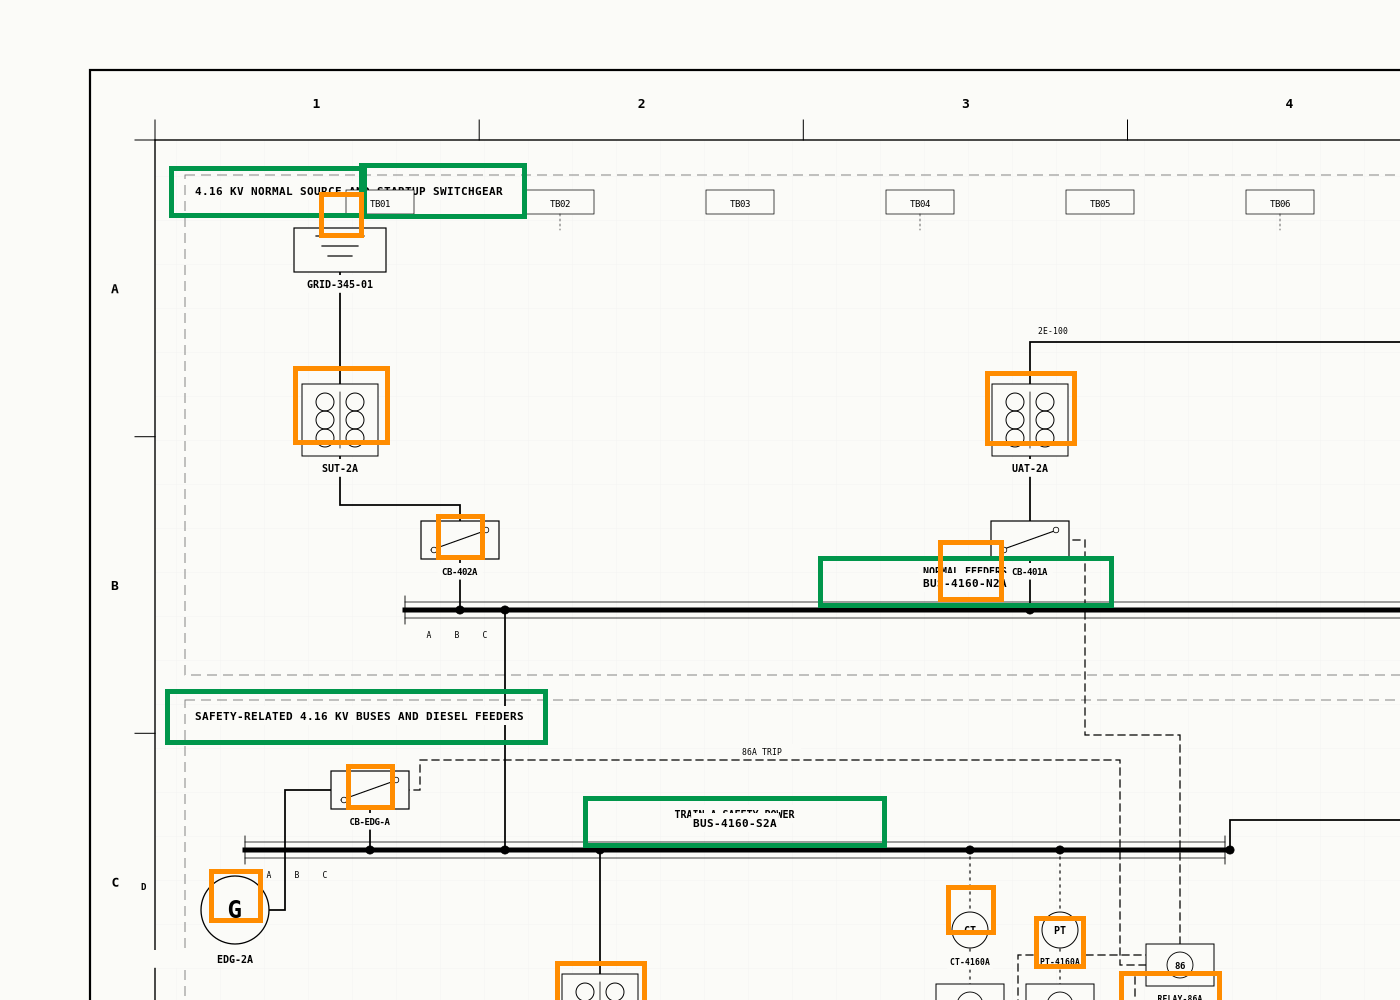 1 2 3 4
4.16 KV NORMAL SOURCE AND STARTUP SWITCHGEAR
TB01 TB02 TB03 TB04 TB05 TB06
A
GRID-345-01
2E-100
SUT-2A
UAT-2A
B
CB-402A
NORMAL FEEDERS
CB-401A
BUS-4160-N2A
A B C
SAFETY-RELATED 4.16 KV BUSES AND DIESEL FEEDERS
86A TRIP
CB-EDG-A
TRAIN A SAFETY POWER
BUS-4160-S2A
A B C
C
D
G
CT
PT
EDG-2A
CT-4160A
PT-4160A
86
RELAY-86A